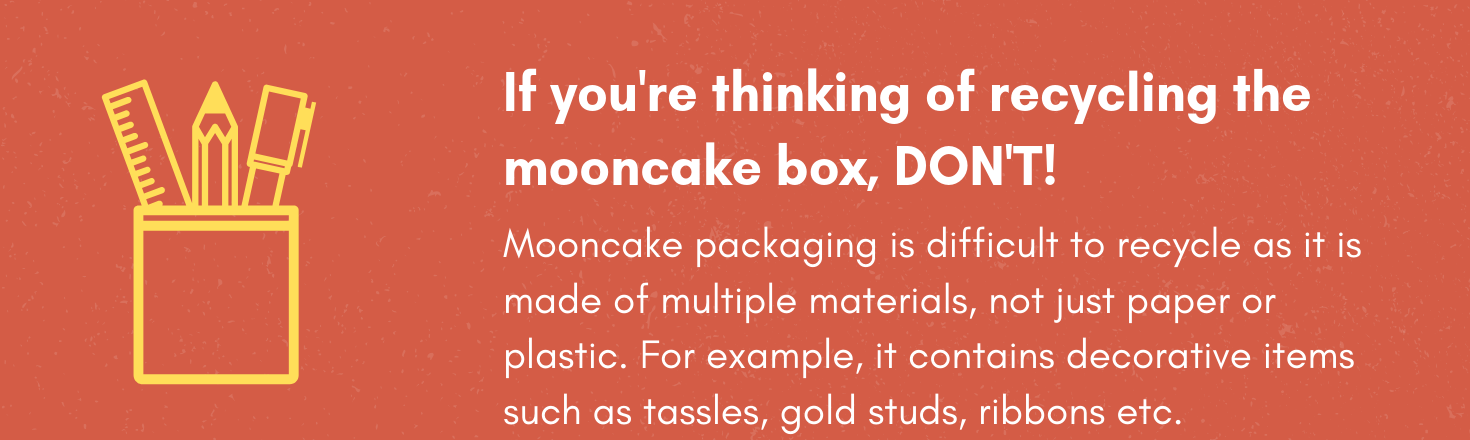 If you're thinking of recycling the
mooncake box, DON'T!
Mooncake packaging is difficult to recycle as it is
made of multiple materials, not just paper or
plastic. For example, it contains decorative items
such as tassles, gold studs, ribbons etc.